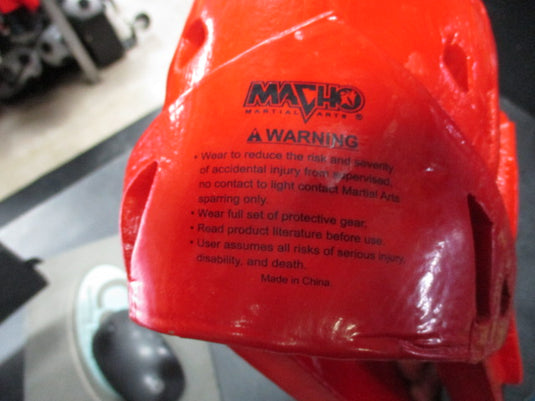 MACHO
MARTIAL ARTS ®
⚠ WARNING
• Wear to reduce the risk and severity
of accidental injury from supervised,
no contact to light contact Martial Arts
sparring only.
• Wear full set of protective gear.
• Read product literature before use.
• User assumes all risks of serious injury,
disability, and death.
Made in China.